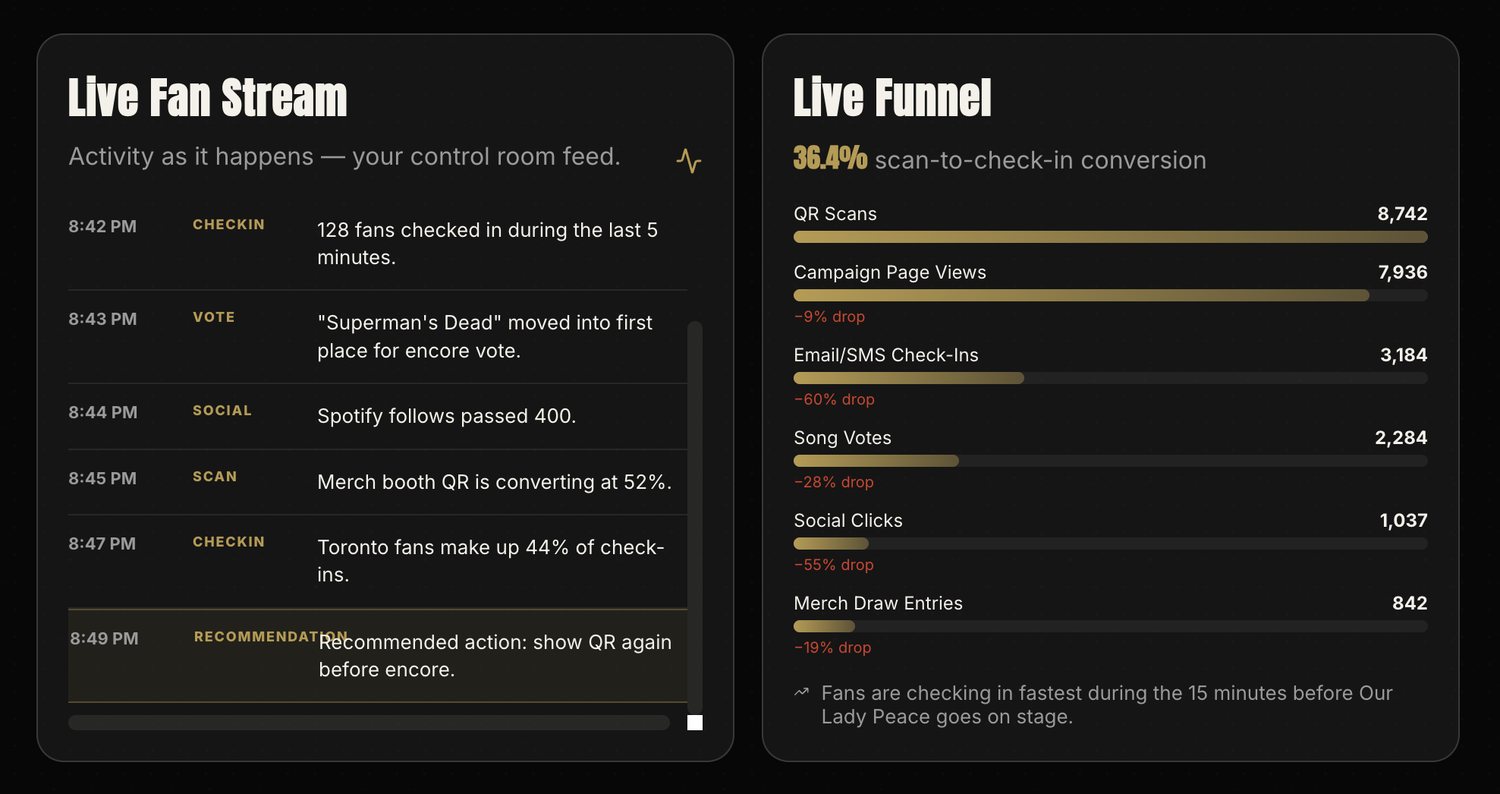 Live Fan Stream
Activity as it happens — your control room feed.
8:42 PM CHECKIN 128 fans checked in during the last 5
minutes.
8:43 PM VOTE "Superman's Dead" moved into first
place for encore vote.
8:44 PM SOCIAL Spotify follows passed 400.
8:45 PM SCAN Merch booth QR is converting at 52%.
8:47 PM CHECKIN Toronto fans make up 44% of check-
ins.
8:49 PM RECOMMENDATION Recommended action: show QR again
before encore.
Live Funnel
36.4% scan-to-check-in conversion
QR Scans 8,742
Campaign Page Views 7,936
−9% drop
Email/SMS Check-Ins 3,184
−60% drop
Song Votes 2,284
−28% drop
Social Clicks 1,037
−55% drop
Merch Draw Entries 842
−19% drop
Fans are checking in fastest during the 15 minutes before Our
Lady Peace goes on stage.